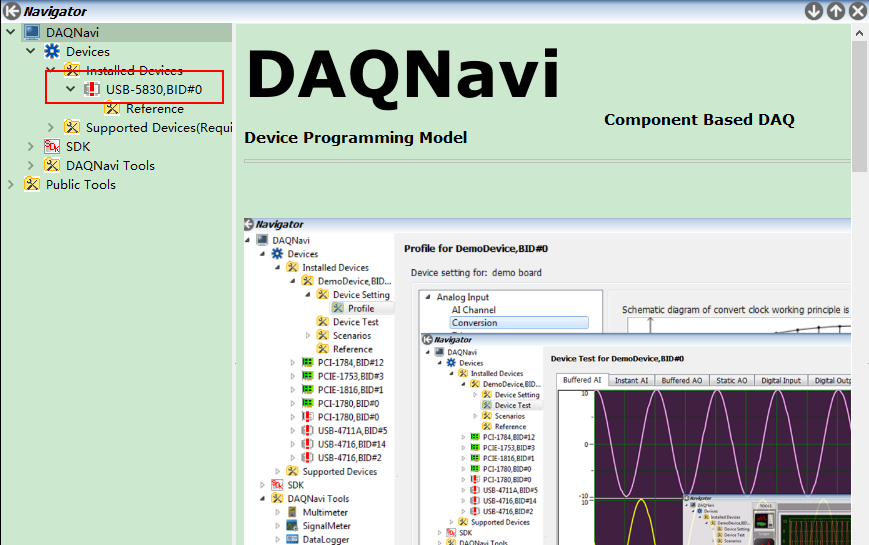 Navigator
DAQNavi
Devices
Installed Devices
USB-5830,BID#0
Reference
Supported Devices(Requi
SDK
DAQNavi Tools
Public Tools
DAQNavi
Component Based DAQ
Device Programming Model
Navigator
DAQNavi
Devices
Installed Devices
DemoDevice,BID...
Device Setting
Profile
Device Test
Scenarios
Reference
PCI-1784,BID#12
PCIE-1753,BID#3
PCIE-1816,BID#1
PCI-1780,BID#0
PCI-1780,BID#0
USB-4711A,BID#5
USB-4716,BID#14
USB-4716,BID#2
Supported Devices
SDK
DAQNavi Tools
Multimeter
SignalMeter
DataLogger
Profile for DemoDevice,BID#0
Device setting for: demo board
Analog Input
AI Channel
Conversion
Schematic diagram of convert clock working principle is
Navigator
DAQNavi
Devices
Installed Devices
DemoDevice,BID...
Device Setting
Device Test
Scenarios
Reference
PCI-1784,BID#12
PCIE-1753,BID#3
PCIE-1816,BID#1
PCI-1780,BID#0
PCI-1780,BID#0
USB-4711A,BID#5
USB-4716,BID#14
USB-4716,BID#2
Supported Devices
SDK
DAQNavi Tools
Device Test for DemoDevice,BID#0
Buffered AI Instant AI Buffered AO Static AO Digital Input Digital Outp
10
0
-10
10
Navigator
DAQNavi
Devices
Installed Devices
Device Setting
Device Test
Scenarios